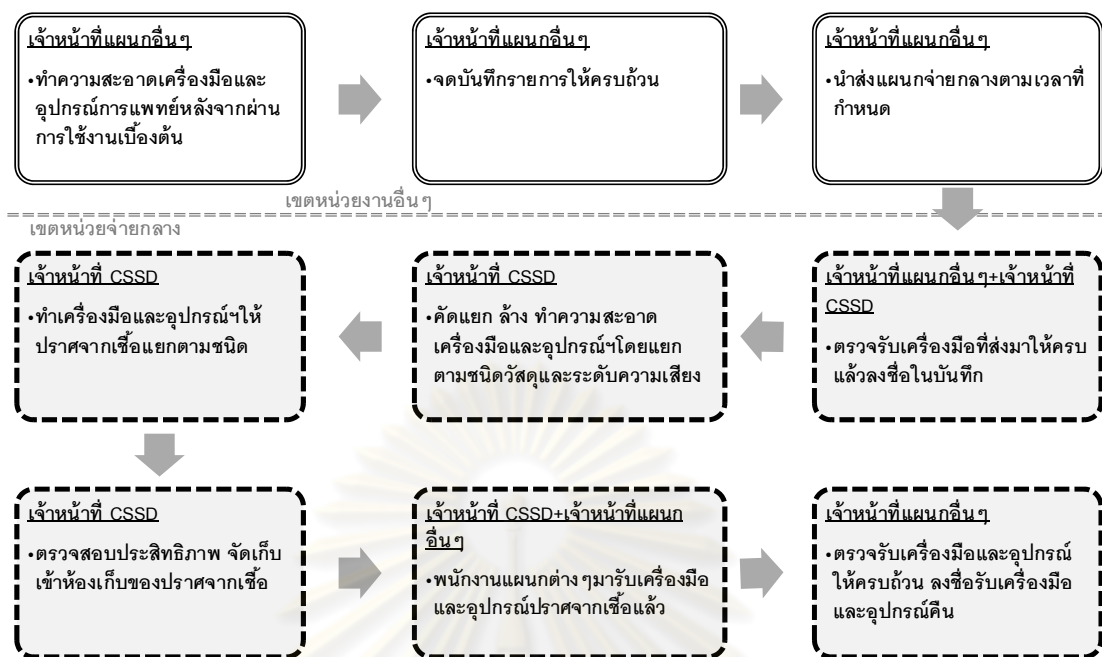 เจ้าหน้าที่แผนกอื่นๆ
•ทำความสะอาดเครื่องมือและ
อุปกรณ์การแพทย์หลังจากผ่าน
การใช้งานเบื้องต้น
เจ้าหน้าที่แผนกอื่นๆ
•จดบันทึกรายการให้ครบถ้วน
เจ้าหน้าที่แผนกอื่นๆ
•นำส่งแผนกจ่ายกลางตามเวลาที่
กำหนด
เขตหน่วยงานอื่นๆ
เขตหน่วยจ่ายกลาง
เจ้าหน้าที่แผนกอื่นๆ+เจ้าหน้าที่
CSSD
•ตรวจรับเครื่องมือที่ส่งมาให้ครบ
แล้วลงชื่อในบันทึก
เจ้าหน้าที่ CSSD
•คัดแยก ล้าง ทำความสะอาด
เครื่องมือและอุปกรณ์ฯโดยแยก
ตามชนิดวัสดุและระดับความเสี่ยง
เจ้าหน้าที่ CSSD
•ทำเครื่องมือและอุปกรณ์ฯให้
ปราศจากเชื้อแยกตามชนิด
เจ้าหน้าที่ CSSD
•ตรวจสอบประสิทธิภาพ จัดเก็บ
เข้าห้องเก็บของปราศจากเชื้อ
เจ้าหน้าที่ CSSD+เจ้าหน้าที่แผนก
อื่นๆ
•พนักงานแผนกต่างๆมารับเครื่องมือ
และอุปกรณ์ปราศจากเชื้อแล้ว
เจ้าหน้าที่แผนกอื่นๆ
•ตรวจรับเครื่องมือและอุปกรณ์
ให้ครบถ้วน ลงชื่อรับเครื่องมือ
และอุปกรณ์คืน